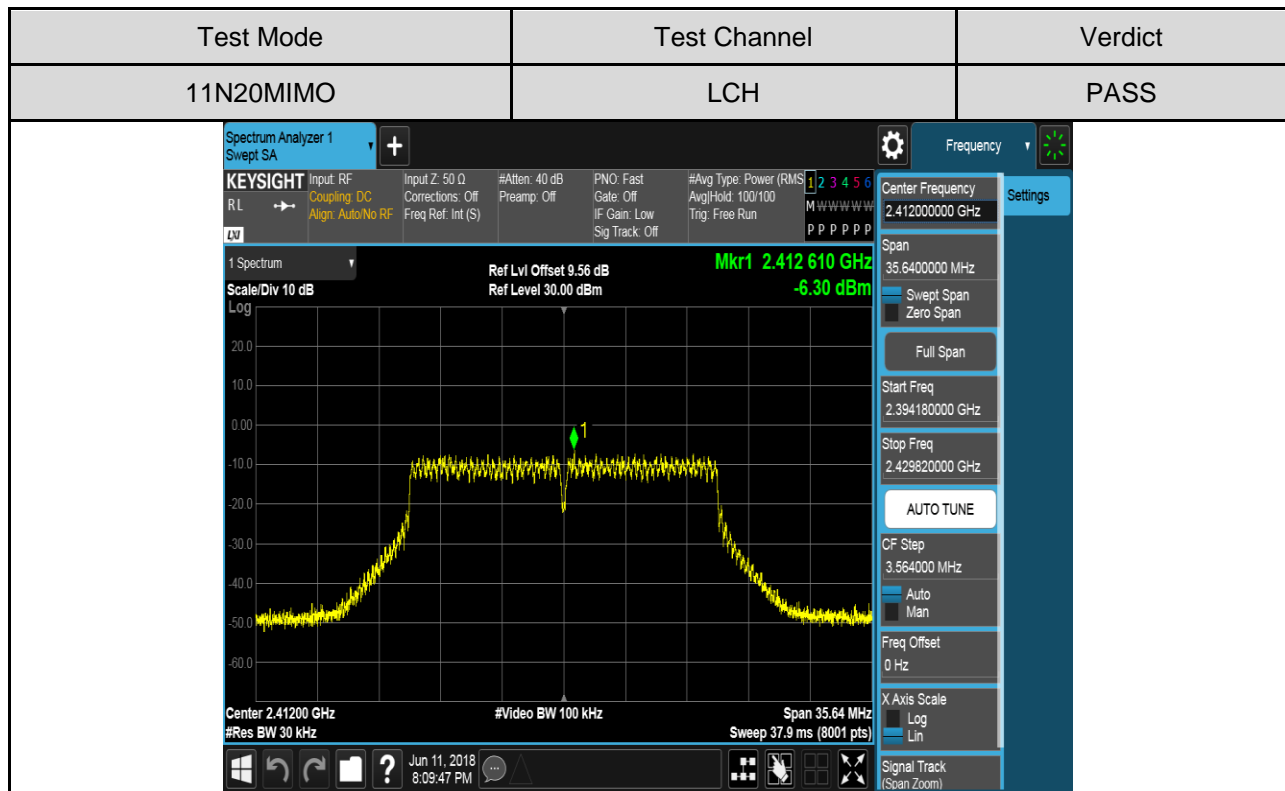 Test Mode Test Channel Verdict
11N20MIMO LCH PASS
Spectrum Analyzer 1
Swept SA
+
Frequency
KEYSIGHT
RL
LXI
Input: RF
Coupling: DC
Align: Auto/No RF
Input Z: 50 Ω
Corrections: Off
Freq Ref: Int (S)
#Atten: 40 dB
Preamp: Off
PNO: Fast
Gate: Off
IF Gain: Low
Sig Track: Off
#Avg Type: Power (RMS
Avg|Hold: 100/100
Trig: Free Run
1 2 3 4 5 6
M W W W W W
P P P P P P
1 Spectrum
Scale/Div 10 dB
Ref Lvl Offset 9.56 dB
Ref Level 30.00 dBm
Mkr1 2.412 610 GHz
-6.30 dBm
Log
20.0
10.0
0.00
-10.0
-20.0
-30.0
-40.0
-50.0
-60.0
1
Center 2.41200 GHz
#Video BW 100 kHz
Span 35.64 MHz
#Res BW 30 kHz
Sweep 37.9 ms (8001 pts)
?
Jun 11, 2018
8:09:47 PM
Center Frequency
2.412000000 GHz
Span
35.6400000 MHz
Swept Span
Zero Span
Full Span
Start Freq
2.394180000 GHz
Stop Freq
2.429820000 GHz
AUTO TUNE
CF Step
3.564000 MHz
Auto
Man
Freq Offset
0 Hz
X Axis Scale
Log
Lin
Signal Track
(Span Zoom)
Settings